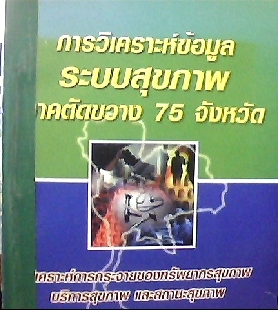 การวิเคราะห์ข้อมูล
ระบบสุขภาพ
าคตัดขวาง 75 จังหวัด
เคราะห์การกระจายของทรัพยากรสุขภาพ
บริการสุขภาพ และสถานะสุขภาพ